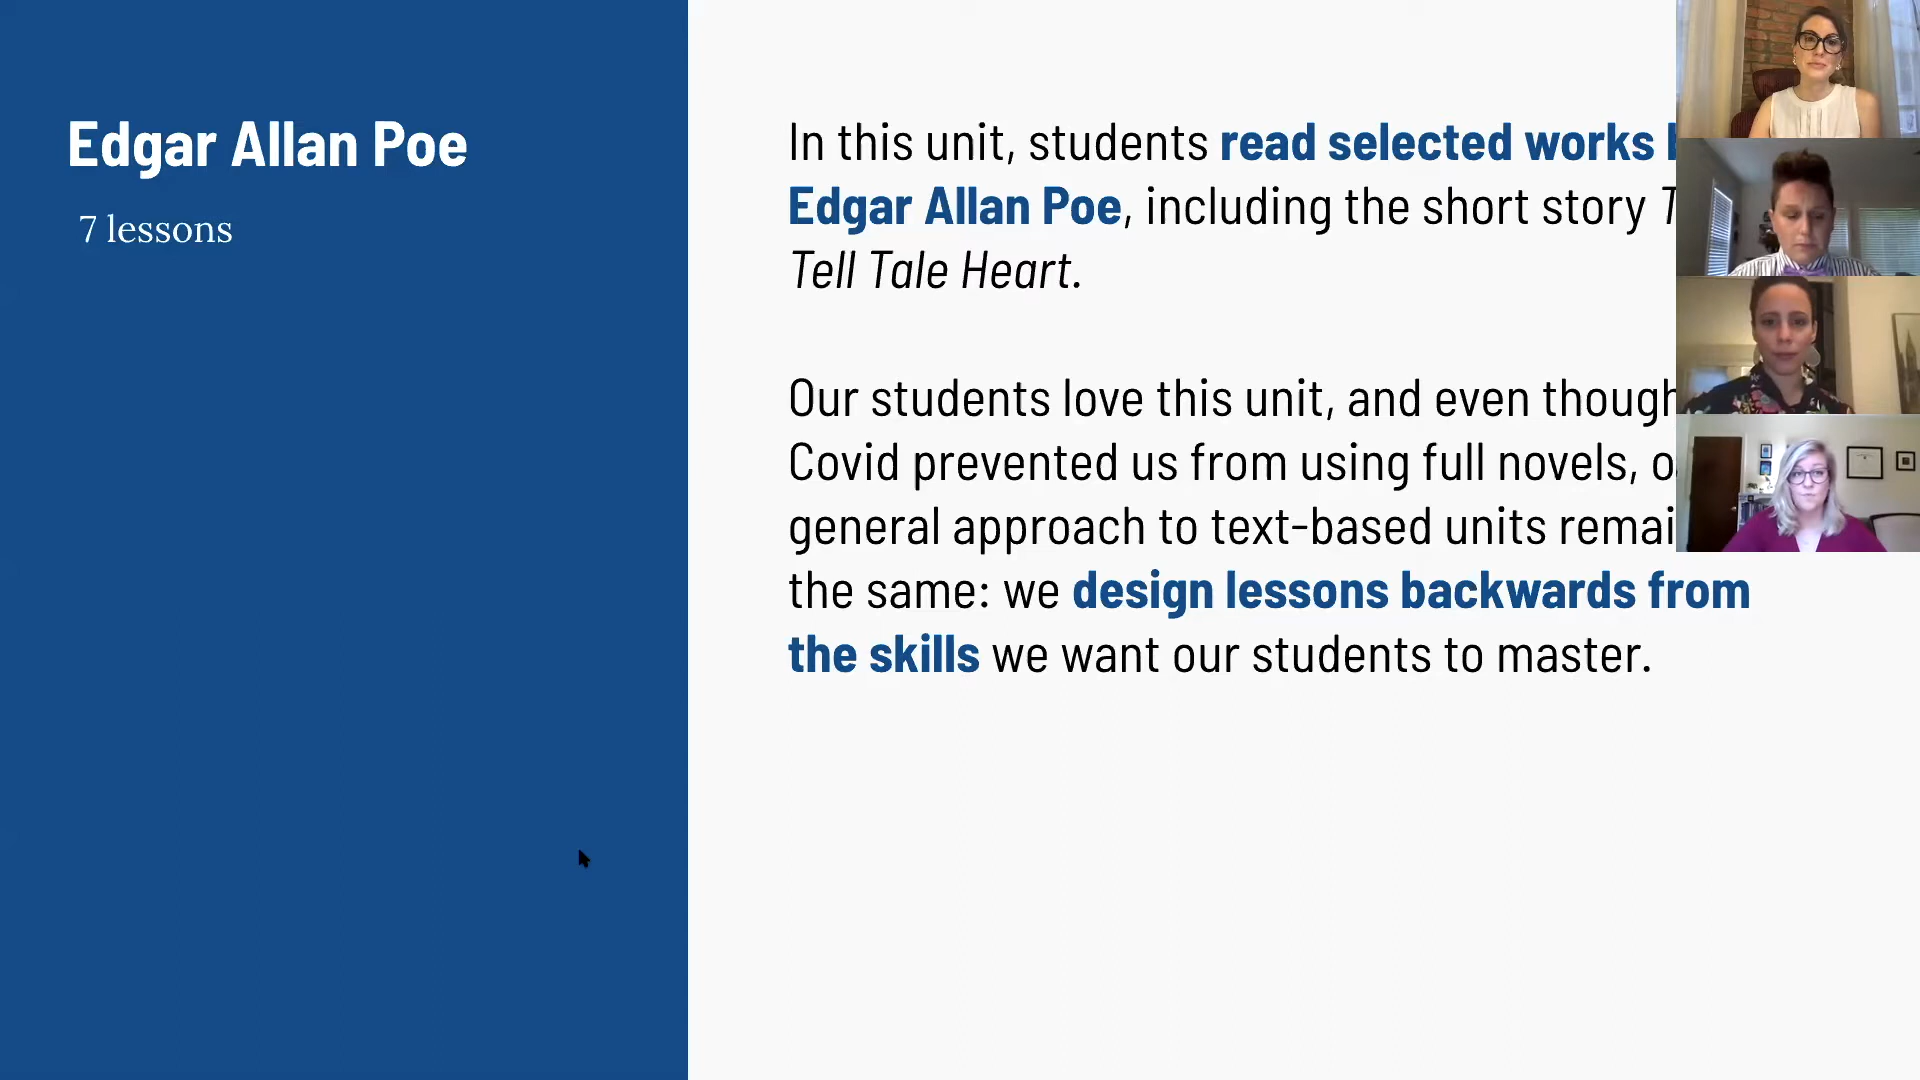 Edgar Allan Poe
7 lessons
In this unit, students read selected works
Edgar Allan Poe, including the short story
Tell Tale Heart.
Our students love this unit, and even though
Covid prevented us from using full novels,
general approach to text-based units
the same: we design lessons backwards from
the skills we want our students to master.